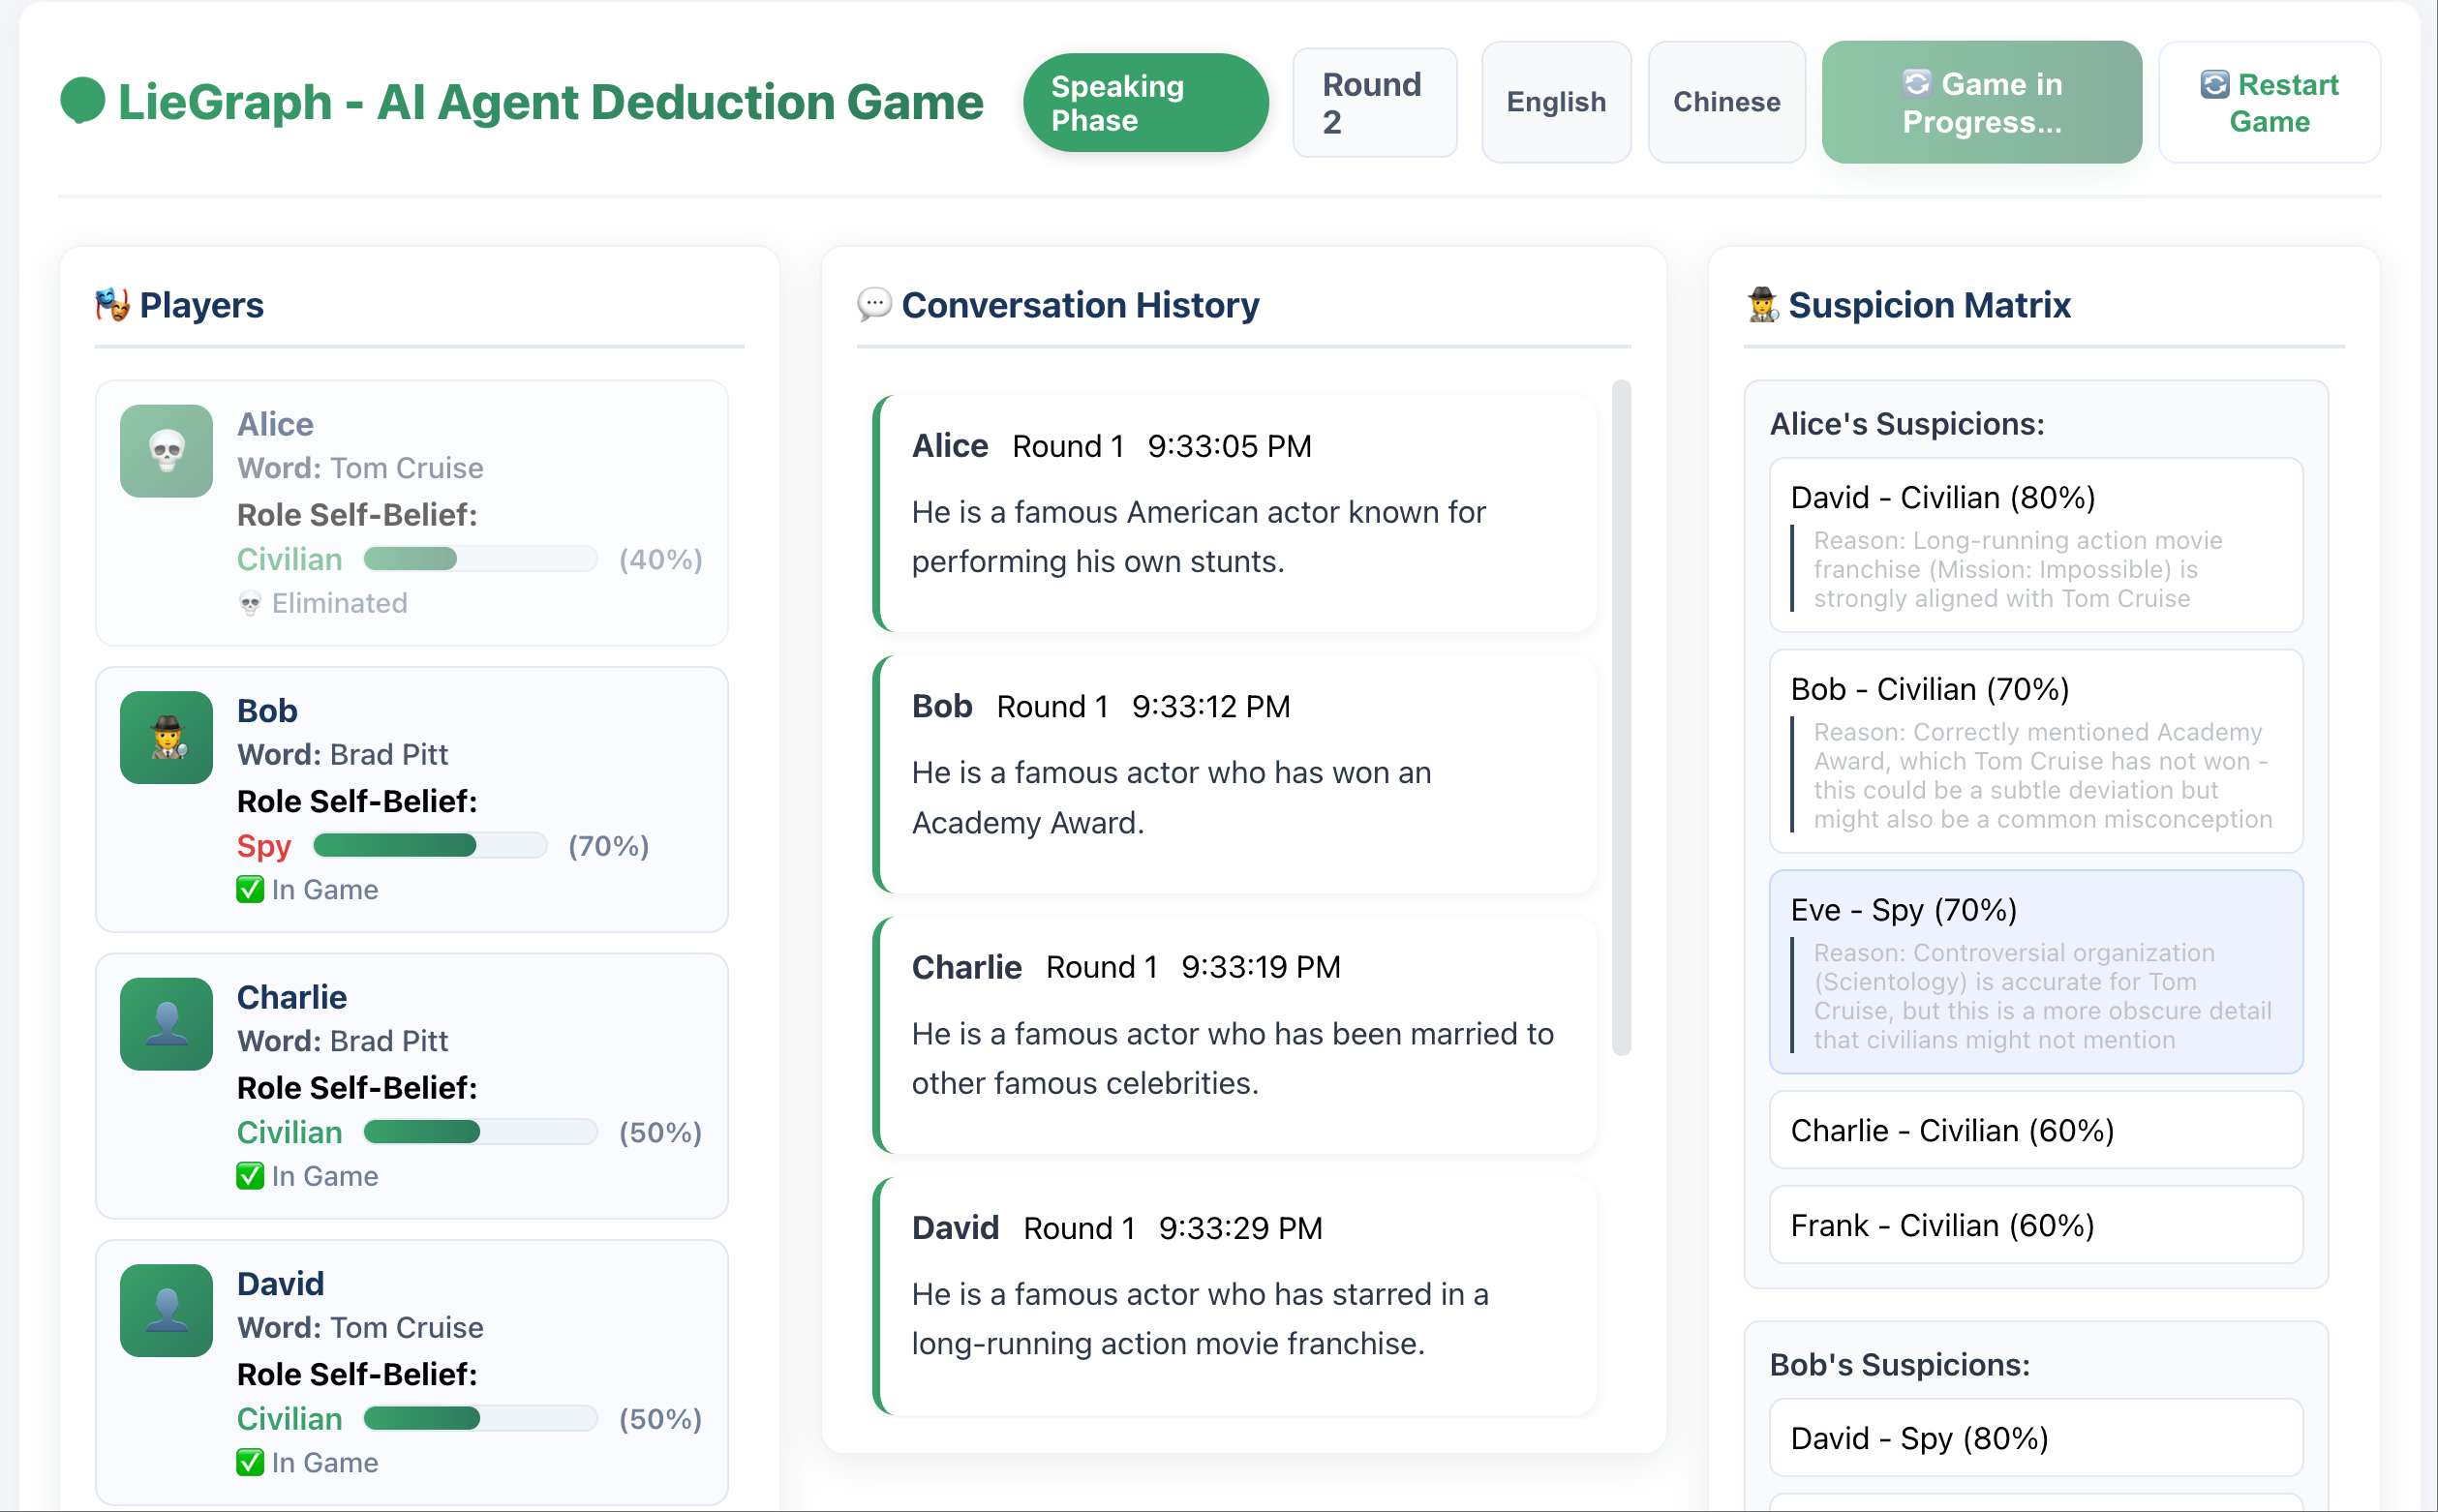 LieGraph - AI Agent Deduction Game
Speaking
Phase
Round
2
English
Chinese
Game in
Progress...
Restart
Game
Players
Alice
Word: Tom Cruise
Role Self-Belief:
Civilian (40%)
Eliminated
Bob
Word: Brad Pitt
Role Self-Belief:
Spy (70%)
In Game
Charlie
Word: Brad Pitt
Role Self-Belief:
Civilian (50%)
In Game
David
Word: Tom Cruise
Role Self-Belief:
Civilian (50%)
In Game
Conversation History
Alice Round 1 9:33:05 PM
He is a famous American actor known for
performing his own stunts.
Bob Round 1 9:33:12 PM
He is a famous actor who has won an
Academy Award.
Charlie Round 1 9:33:19 PM
He is a famous actor who has been married to
other famous celebrities.
David Round 1 9:33:29 PM
He is a famous actor who has starred in a
long-running action movie franchise.
Suspicion Matrix
Alice's Suspicions:
David - Civilian (80%)
Reason: Long-running action movie
franchise (Mission: Impossible) is
strongly aligned with Tom Cruise
Bob - Civilian (70%)
Reason: Correctly mentioned Academy
Award, which Tom Cruise has not won -
this could be a subtle deviation but
might also be a common misconception
Eve - Spy (70%)
Reason: Controversial organization
(Scientology) is accurate for Tom
Cruise, but this is a more obscure detail
that civilians might not mention
Charlie - Civilian (60%)
Frank - Civilian (60%)
Bob's Suspicions:
David - Spy (80%)